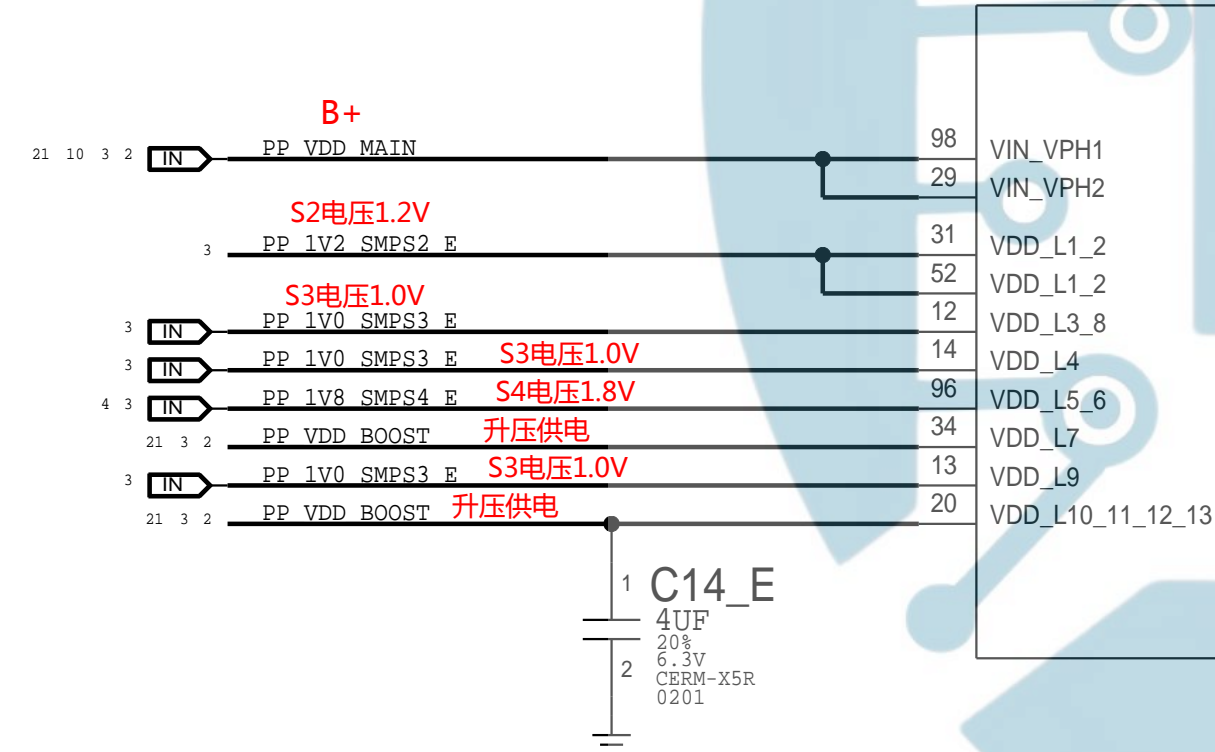 B+
21 10 3 2 IN PP VDD MAIN 98 VIN_VPH1
29 VIN_VPH2
S2电压1.2V
3 PP 1V2 SMPS2 E 31 VDD_L1_2
52 VDD_L1_2
S3电压1.0V
3 IN PP 1V0 SMPS3 E 12 VDD_L3_8
3 IN PP 1V0 SMPS3 E S3电压1.0V 14 VDD_L4
4 3 IN PP 1V8 SMPS4 E S4电压1.8V 96 VDD_L5_6
21 3 2 PP VDD BOOST 升压供电 34 VDD_L7
3 IN PP 1V0 SMPS3 E S3电压1.0V 13 VDD_L9
21 3 2 PP VDD BOOST 升压供电 20 VDD_L10_11_12_13
1 C14_E
4UF
20%
6.3V
2 CERM-X5R
0201